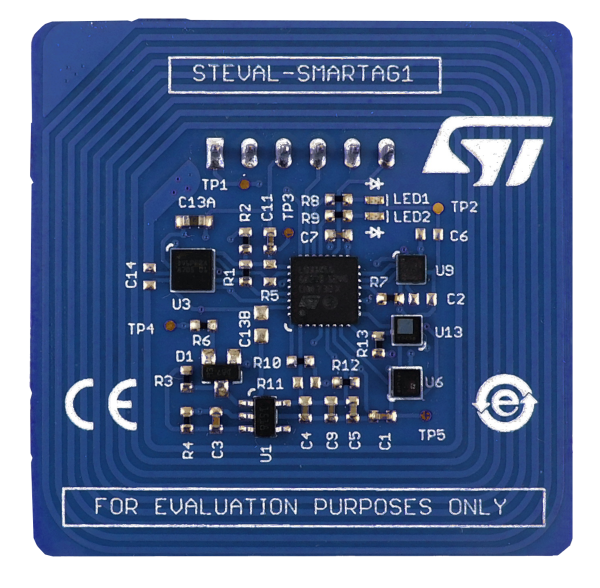 STEVAL-SMARTAG1
ST
TP1
C13A
R2
C11
TP3
R8
R9
C7
LED1
LED2
TP2
C6
C14
U3
R1
R5
R7
U9
C2
TP4
R6
C13B
R13
U13
D1
R3
R10
R11
R12
U6
R4
C3
U1
C4
C9
C5
C1
TP5
CE
e
FOR EVALUATION PURPOSES ONLY